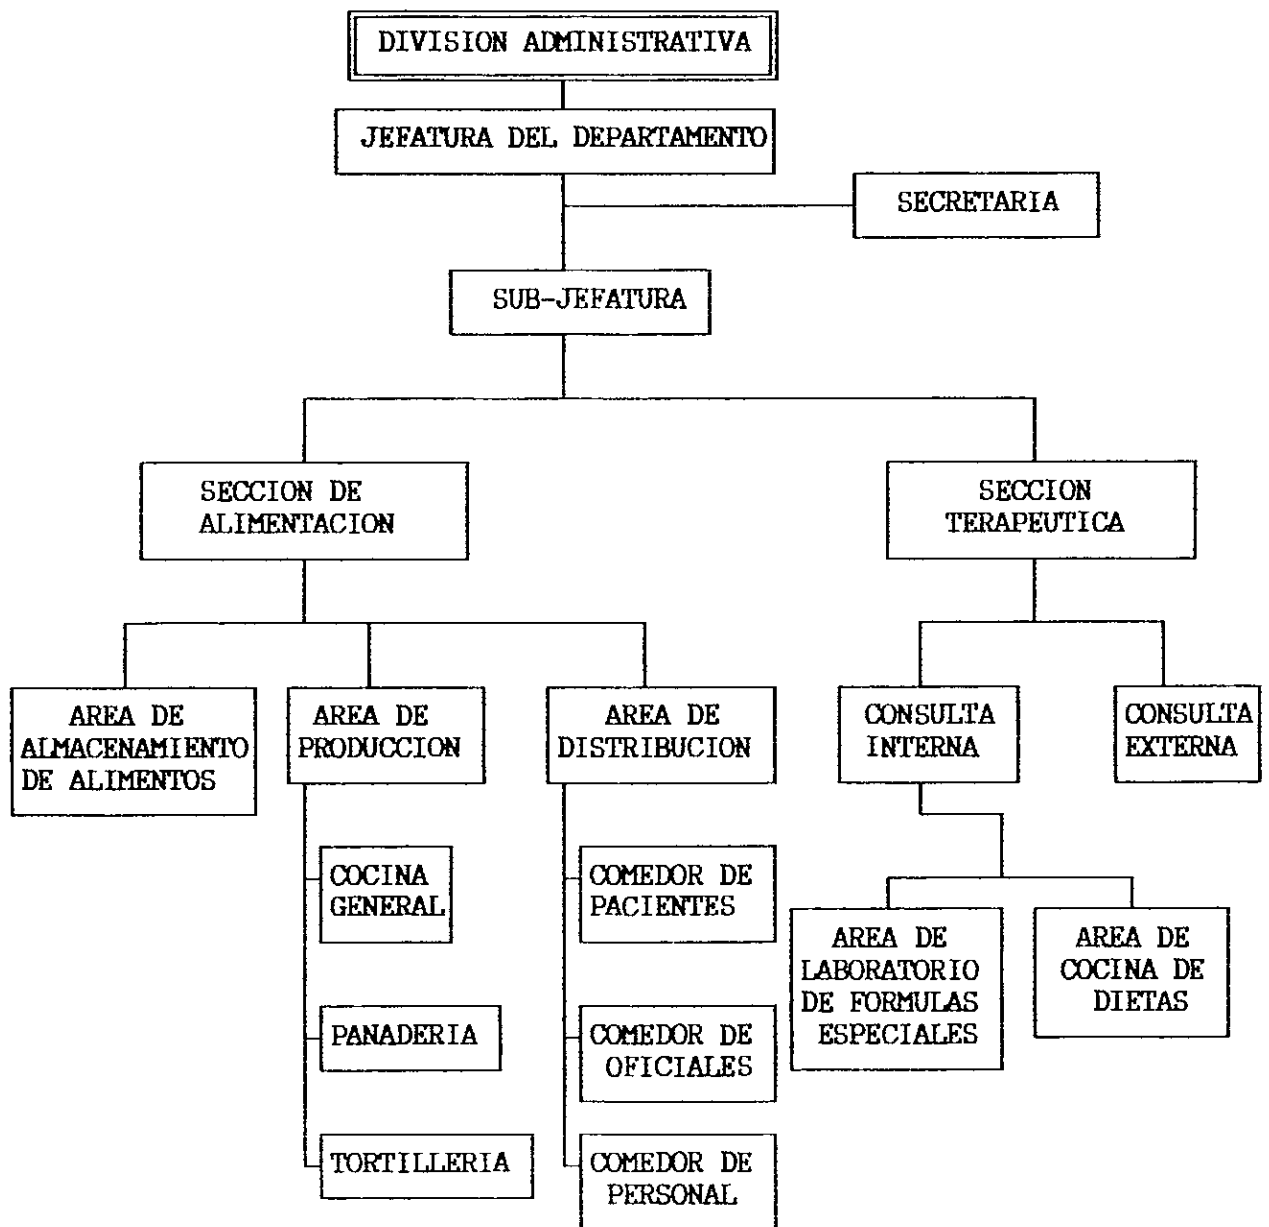 DIVISION ADMINISTRATIVA
JEFATURA DEL DEPARTAMENTO
SECRETARIA
SUB-JEFATURA
SECCION DE
ALIMENTACION
SECCION
TERAPEUTICA
AREA DE
ALMACENAMIENTO
DE ALIMENTOS
AREA DE
PRODUCCION
AREA DE
DISTRIBUCION
CONSULTA
INTERNA
CONSULTA
EXTERNA
COCINA
GENERAL
COMEDOR DE
PACIENTES
AREA DE
LABORATORIO
DE FORMULAS
ESPECIALES
AREA DE
COCINA DE
DIETAS
PANADERIA
COMEDOR DE
OFICIALES
TORTILLERIA
COMEDOR DE
PERSONAL